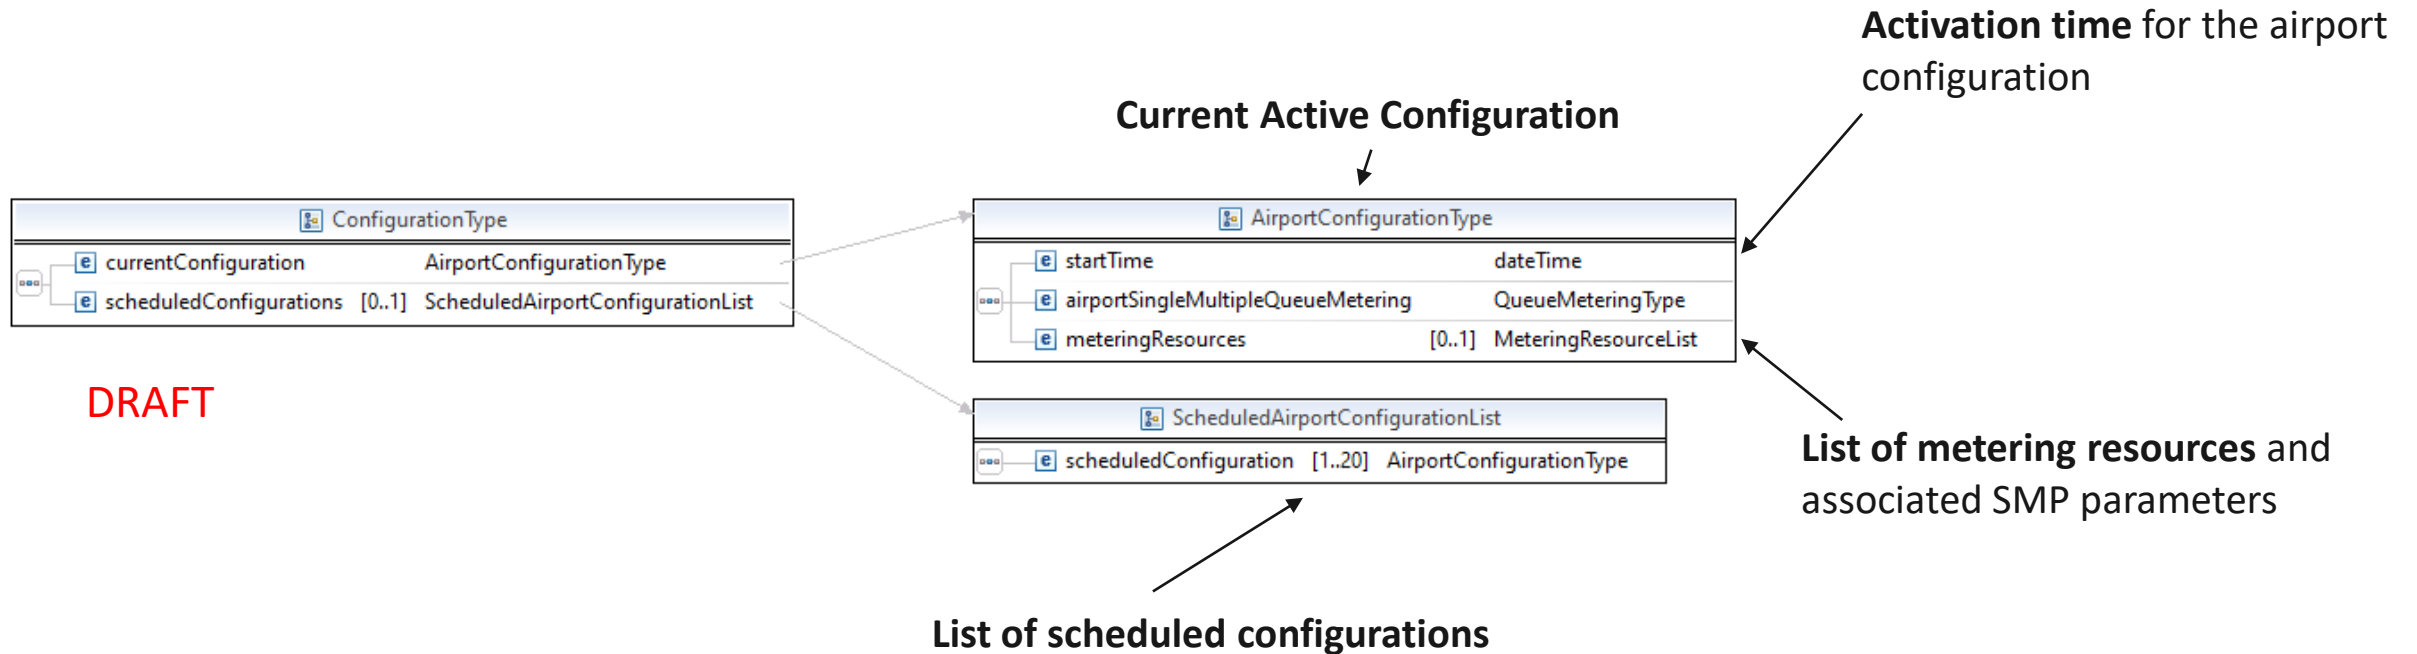 Activation time for the airport
configuration
Current Active Configuration
ConfigurationType
currentConfiguration AirportConfigurationType
scheduledConfigurations [0..1] ScheduledAirportConfigurationList
AirportConfigurationType
startTime dateTime
airportSingleMultipleQueueMetering QueueMeteringType
meteringResources [0..1] MeteringResourceList
DRAFT
ScheduledAirportConfigurationList
scheduledConfiguration [1..20] AirportConfigurationType
List of metering resources and
associated SMP parameters
List of scheduled configurations